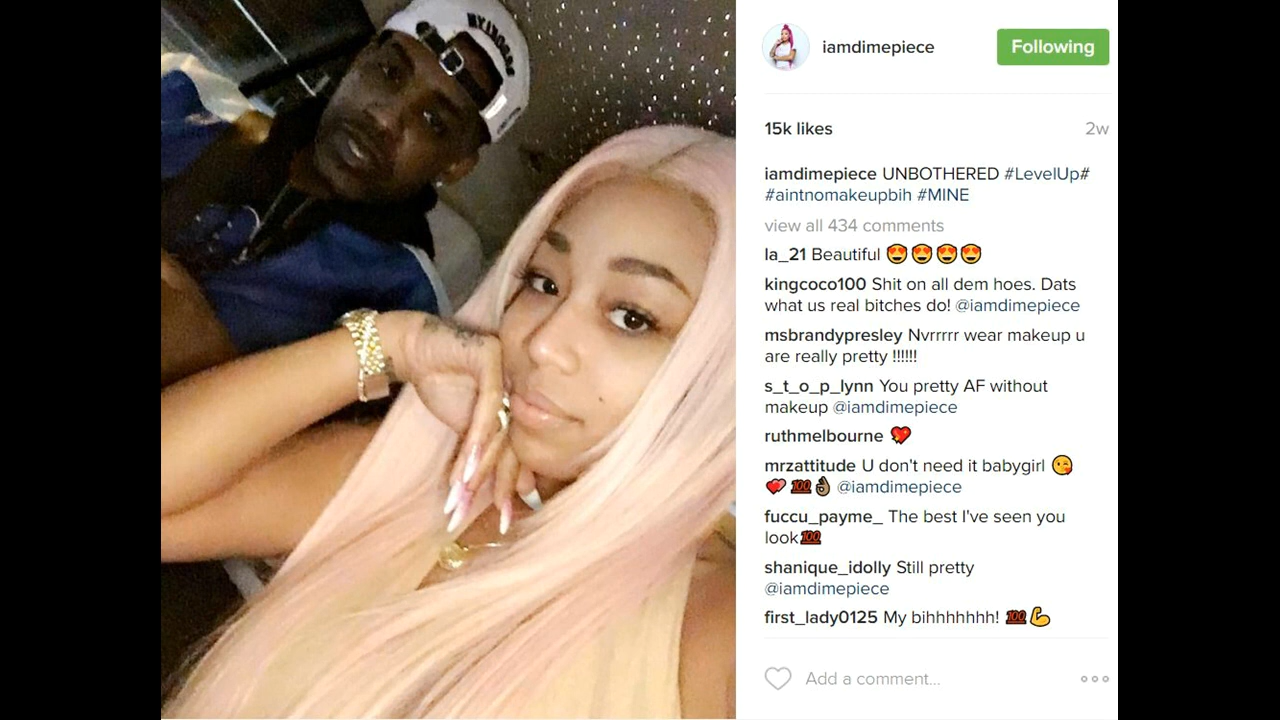 iamdimepiece
Following
15k likes
2w
iamdimepiece UNBOTHERED #LevelUp#
#aintnomakeupbih #MINE
view all 434 comments
la_21 Beautiful 😍😍😍😍
kingcoco100 Shit on all dem hoes. Dats
what us real bitches do! @iamdimepiece
msbrandypresley Nvrrrrr wear makeup u
are really pretty !!!!!!
s_t_o_p_lynn You pretty AF without
makeup @iamdimepiece
ruthmelbourne 💖
mrzattitude U don't need it babygirl 😘
💖💯👌🏾 @iamdimepiece
fuccu_payme_ The best I've seen you
look💯
shanique_idolly Still pretty
@iamdimepiece
first_lady0125 My bihhhhhhh! 💯💪
Add a comment...